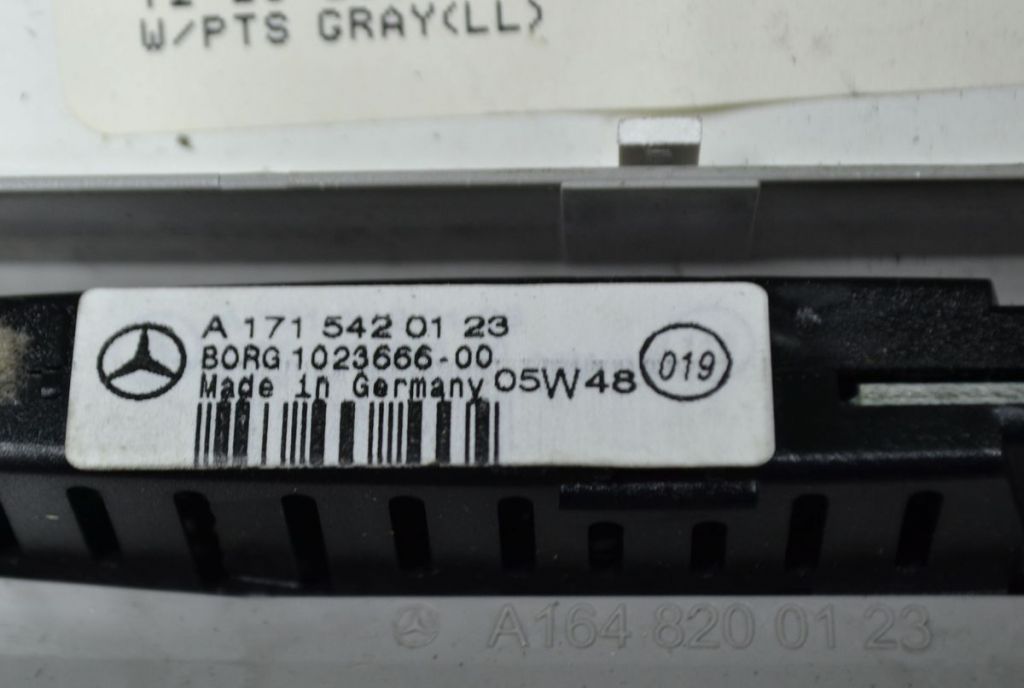 W/PTS GRAY(LL)
A 171 542 01 23
BORG 1023666-00
Made in Germany 05W48
019
A164 820 01 23